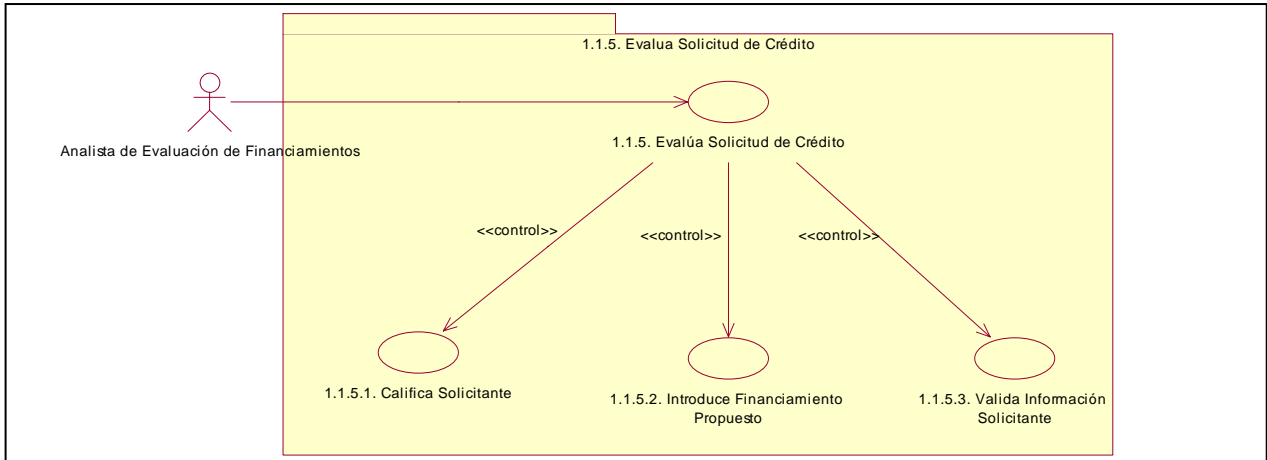 1.1.5. Evalua Solicitud de Crédito
Analista de Evaluación de Financiamientos
1.1.5. Evalúa Solicitud de Crédito
<<control>>
<<control>>
<<control>>
1.1.5.1. Califica Solicitante
1.1.5.2. Introduce Financiamiento
Propuesto
1.1.5.3. Valida Información
Solicitante